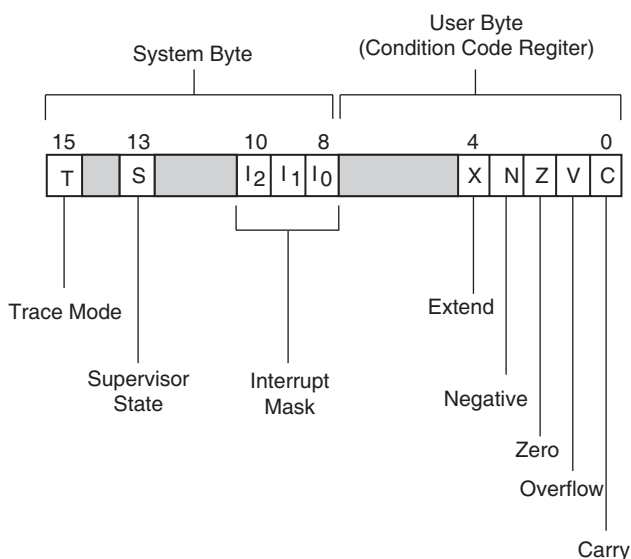 User Byte
(Condition Code Regiter)
System Byte
15 13 10 8 4 0
T S I2 I1 I0 X N Z V C
Trace Mode
Extend
Supervisor
State
Interrupt
Mask
Negative
Zero
Overflow
Carry